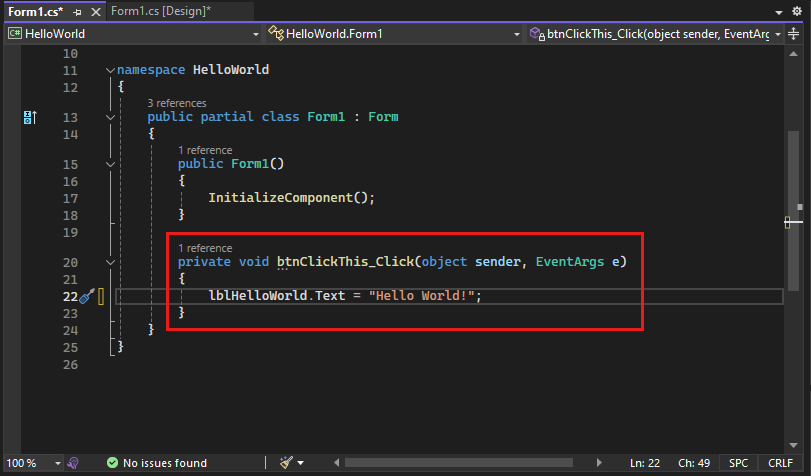 Form1.cs* Form1.cs [Design]*
HelloWorld HelloWorld.Form1 btnClickThis_Click(object sender, EventArg
10
11 namespace HelloWorld
12 {
3 references
13 public partial class Form1 : Form
14 {
1 reference
15 public Form1()
16 {
17 InitializeComponent();
18 }
19
1 reference
20 private void btnClickThis_Click(object sender, EventArgs e)
21 {
22 lblHelloWorld.Text = "Hello World!";
23 }
24 }
25 }
26
100 % No issues found Ln: 22 Ch: 49 SPC CRLF